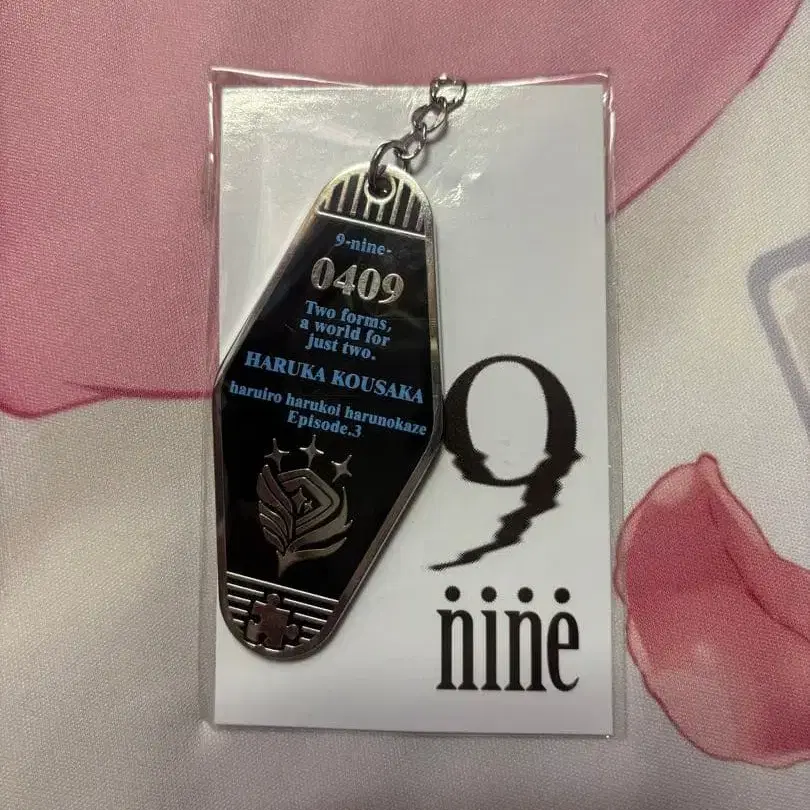 9-nine-
0409
Two forms,
a world for
just two.
HARUKA KOUSAKA
haruiro harukoi harunokaze
Episode.3
9
nine